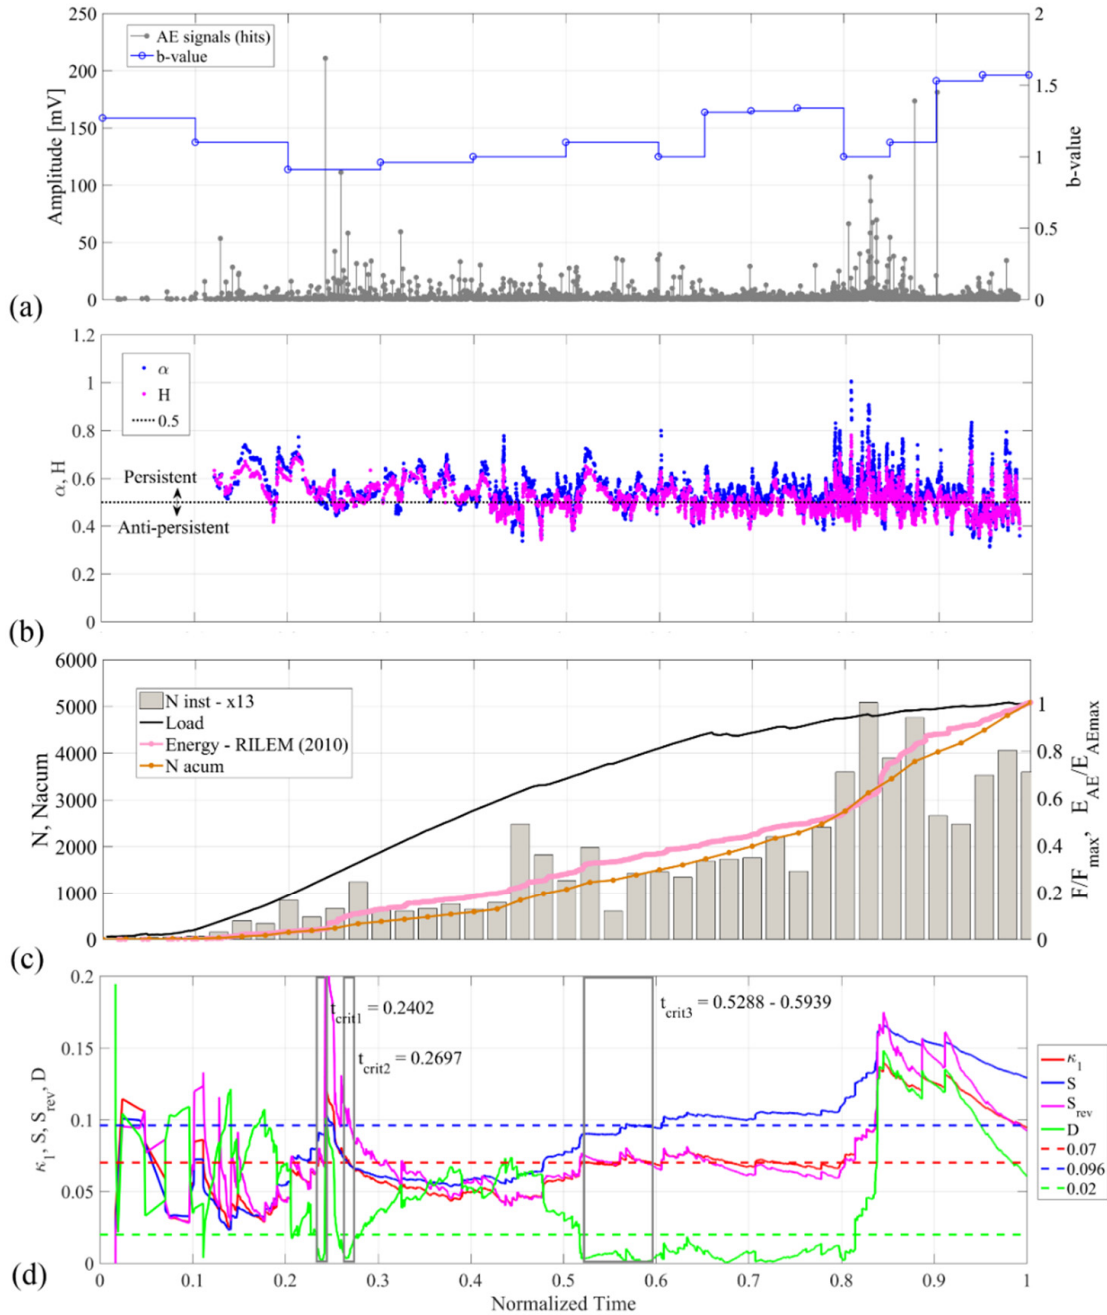 250
200
150
100
50
0
Amplitude [mV]
AE signals (hits)
b-value
2
1.5
1
0.5
0
b-value
(a)
1.2
1
0.8
0.6
0.4
0.2
0
α, H
α
H
0.5
Persistent
Anti-persistent
(b)
6000
5000
4000
3000
2000
1000
0
N, Nacum
N inst - x13
Load
Energy - RILEM (2010)
N acum
1
0.8
0.6
0.4
0.2
0
F/Fmax, EAE/EAEmax
(c)
0.2
0.15
0.1
0.05
0
κ1, S, Srev, D
tcrit1 = 0.2402
tcrit2 = 0.2697
tcrit3 = 0.5288 - 0.5939
κ1
S
Srev
D
0.07
0.096
0.02
(d)
0 0.1 0.2 0.3 0.4 0.5 0.6 0.7 0.8 0.9 1
Normalized Time